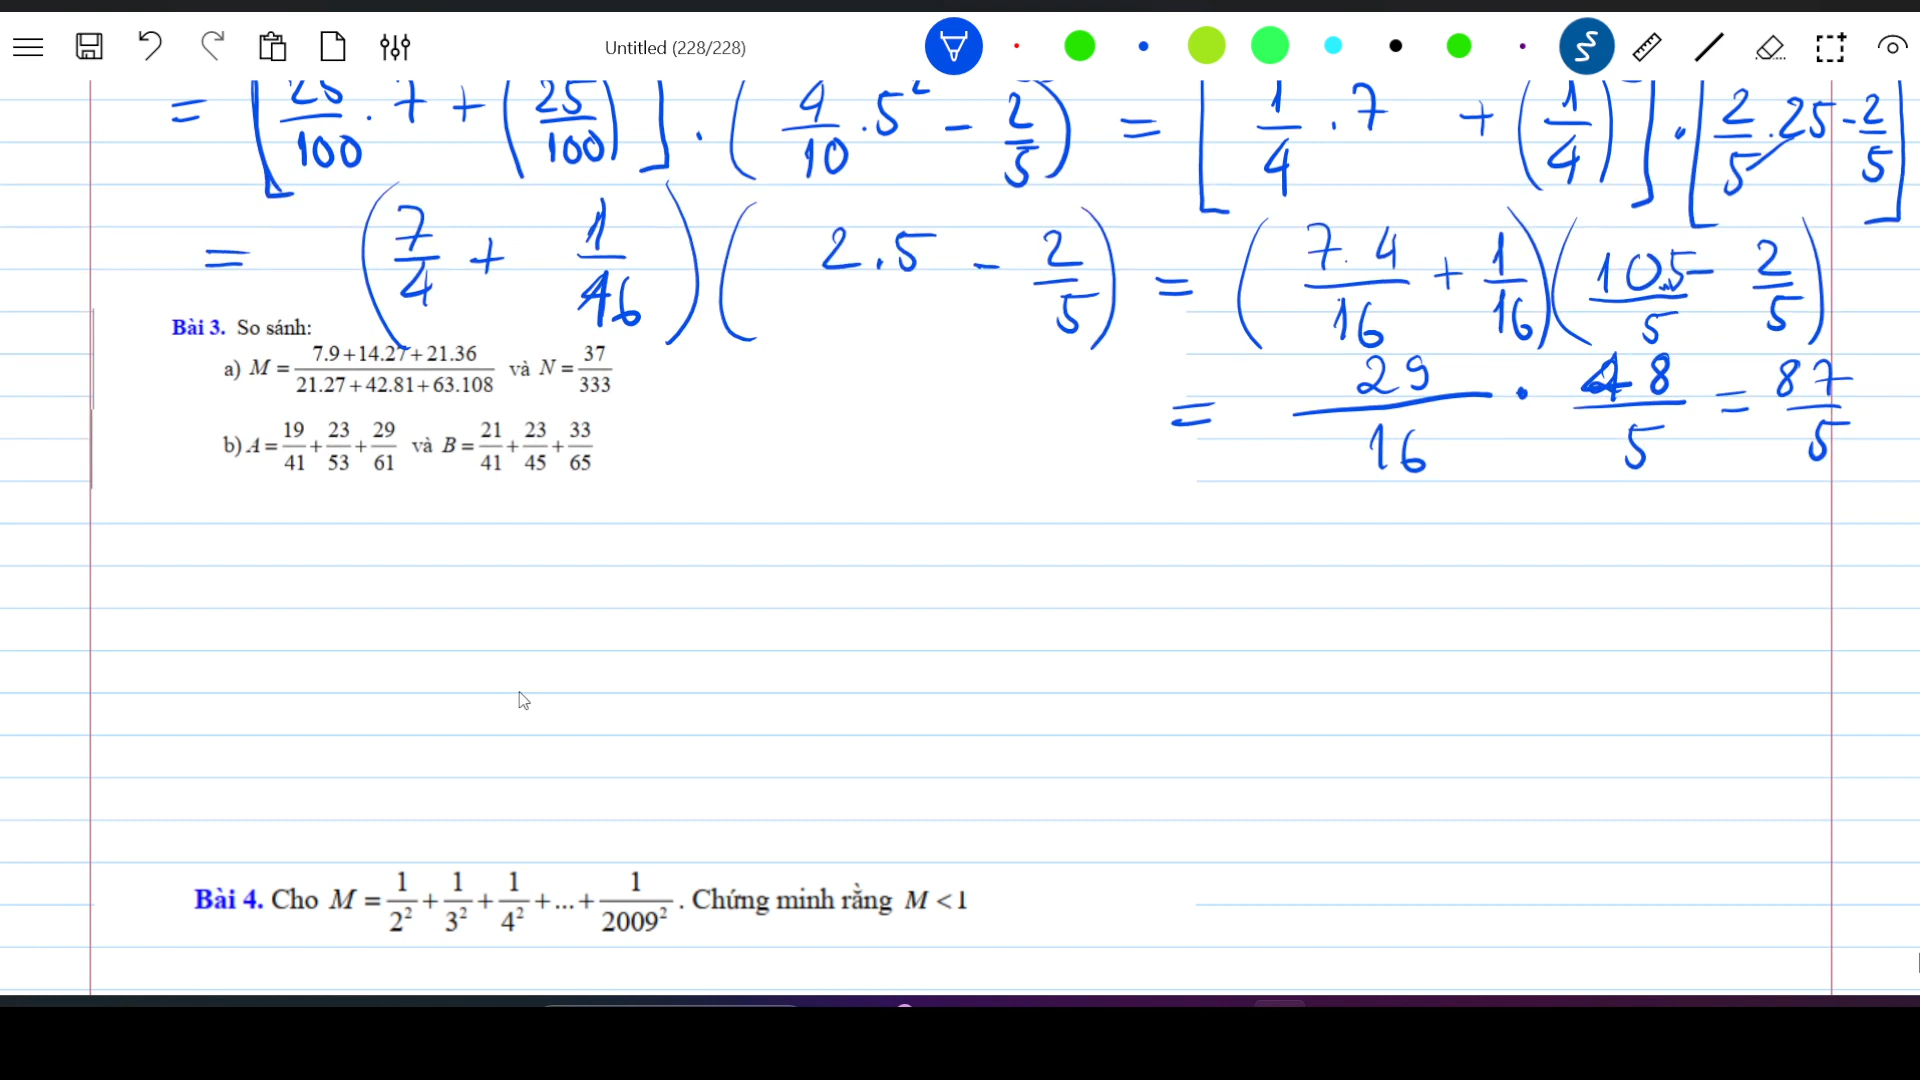 Untitled (228/228)
= [25/100 . 7 + (25/100)] . (4/10 . 5² - 2/5) = [1/4 . 7 + (1/4)] . [2/5 . 25 - 2/5]
= (7/4 + 1/16) (2.5 - 2/5) = (7.4/16 + 1/16) (10.5/5 - 2/5)
Bài 3. So sánh:
a) M = (7.9+14.27+21.36)/(21.27+42.81+63.108) và N = 37/333
= 29/16 . 48/5 = 87/5
b) A = 19/41 + 23/53 + 29/61 và B = 21/41 + 23/45 + 33/65
Bài 4. Cho M = 1/2² + 1/3² + 1/4² + ... + 1/2009² . Chứng minh rằng M < 1